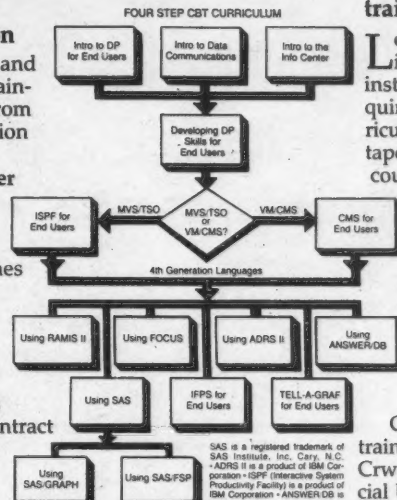 FOUR STEP CBT CURRICULUM
Intro to DP
for End Users
Intro to Data
Communications
Intro to the
Info Center
Developing DP
Skills for
End Users
ISPF for
End Users
MVS/TSO
MVS/TSO
or
VM/CMS?
VM/CMS
CMS for
End Users
4th Generation Languages
Using RAMIS II
Using FOCUS
Using ADRS II
Using
ANSWER/DB
Using SAS
IFPS for
End Users
TELL-A-GRAF
for End Users
Using
SAS/GRAPH
Using SAS/FSP
SAS is a registered trademark of
SAS Institute, Inc, Cary, N.C.
• ADRS II is a product of IBM Cor-
poration • ISPF (Interactive System
Productivity Facility) is a product of
IBM Corporation • ANSWER/DB is
and
rom
er
ntract
train
L
inst
quir
ricu
tape
cou
train
Crw
cial